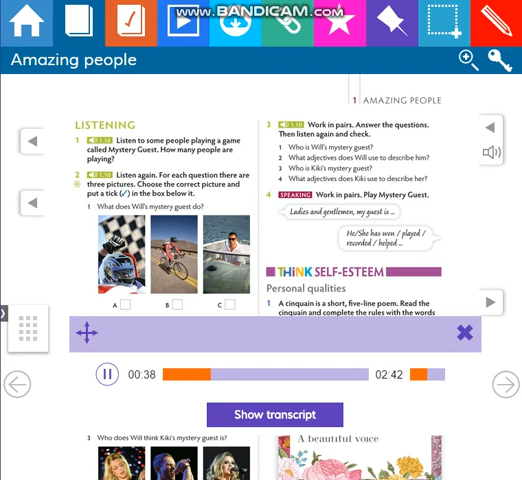 www.BANDICAM.com
Amazing people
1 AMAZING PEOPLE
LISTENING
1 1.10 Listen to some people playing a game
called Mystery Guest. How many people are
playing?
2 1.10 Listen again. For each question there are
three pictures. Choose the correct picture and
put a tick (✓) in the box below it.
1 What does Will's mystery guest do?
A
B
C
3 1.10 Work in pairs. Answer the questions.
Then listen again and check.
1 Who is Will's mystery guest?
2 What adjectives does Will use to describe him?
3 Who is Kiki's mystery guest?
4 What adjectives does Kiki use to describe her?
4 SPEAKING Work in pairs. Play Mystery Guest.
Ladies and gentlemen, my guest is ...
He/She has won / played /
recorded / helped ...
THiNK SELF-ESTEEM
Personal qualities
1 A cinquain is a short, five-line poem. Read the
cinquain and complete the rules with the words
00:38
02:42
Show transcript
3 Who does Will think Kiki's mystery guest is?
A beautiful voice